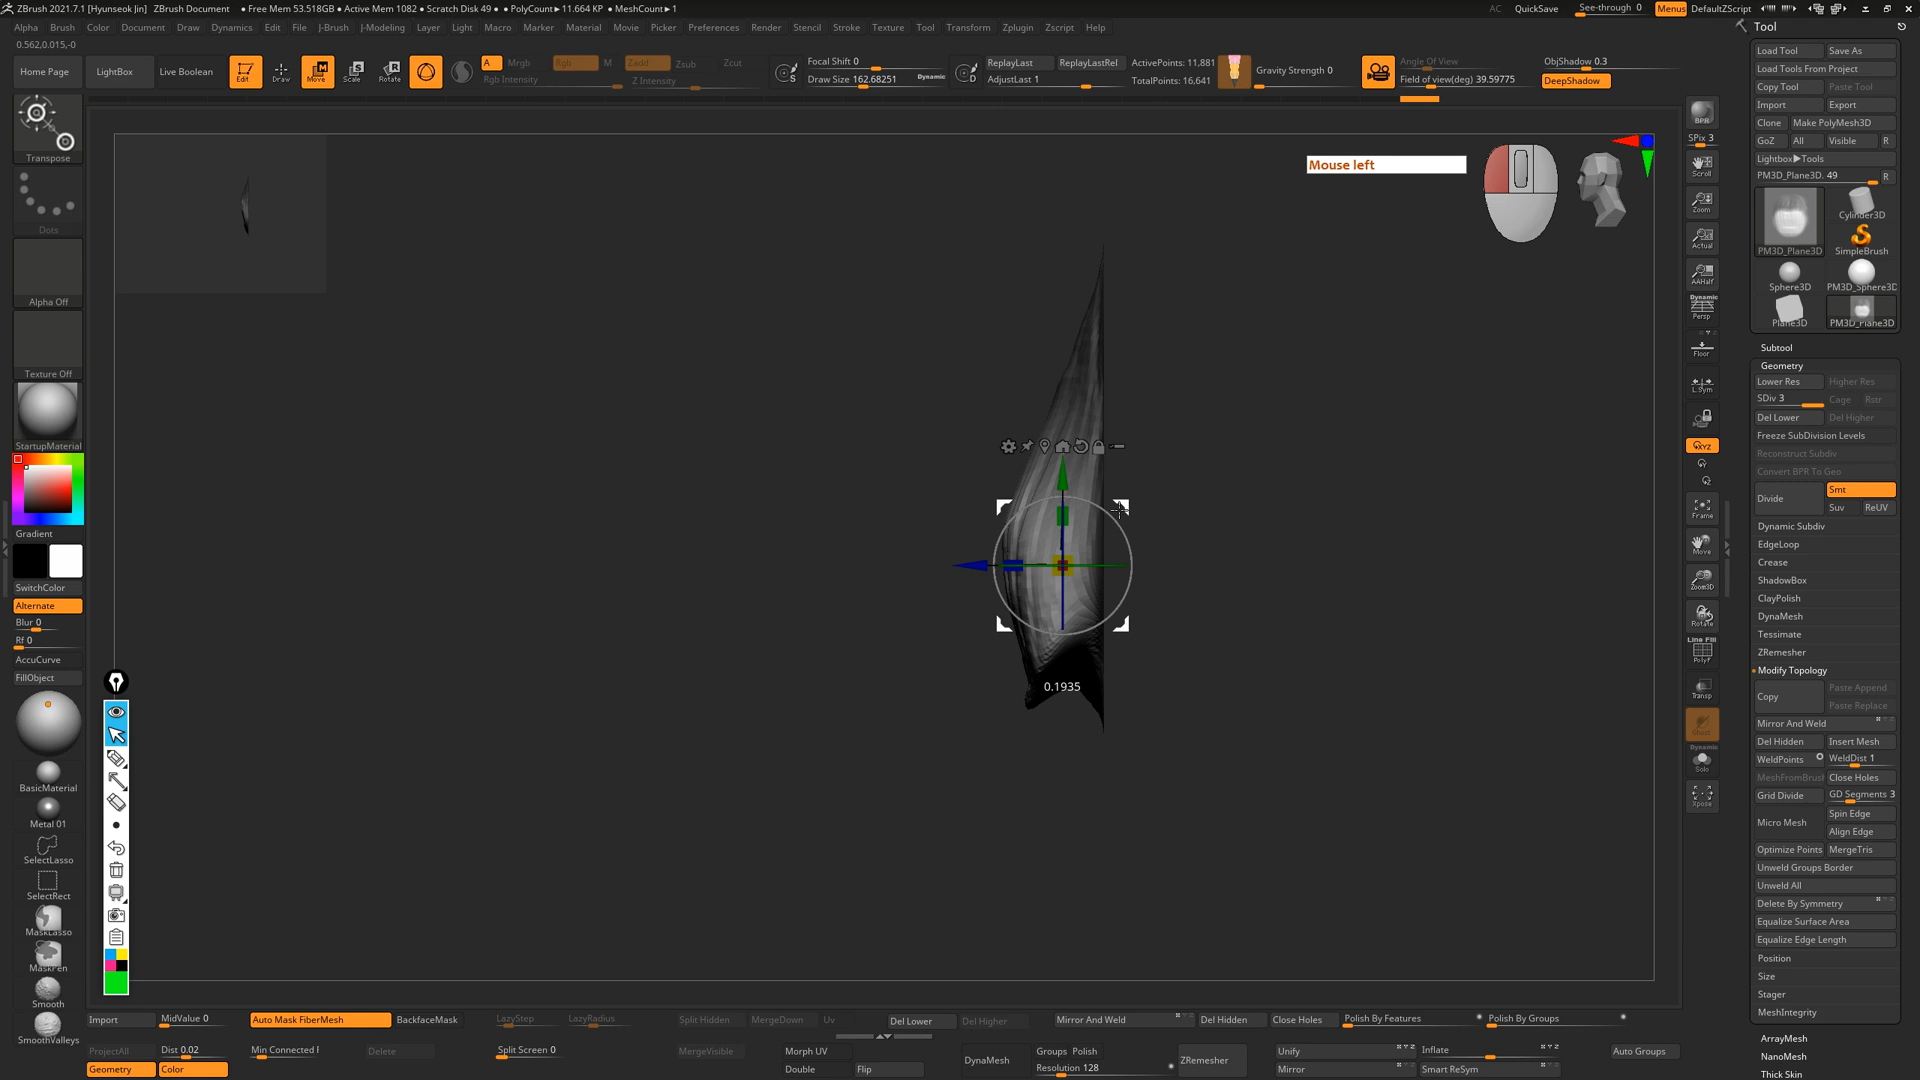 ZBrush 2021.7.1 [Hyunseok Jin] ZBrush Document • Free Mem 53.518GB • Active Mem 1082 • Scratch Disk 49 • PolyCount▸11.664 KP • MeshCount▸1
AC QuickSave See-through 0 Menus DefaultZScript
Alpha Brush Color Document Draw Dynamics Edit File J-Brush J-Modeling Layer Light Macro Marker Material Movie Picker Preferences Render Stencil Stroke Texture Tool Transform Zplugin Zscript Help
0.562,0.015,-0
Home Page LightBox Live Boolean Edit Draw Move Scale Rotate
A Mrgb Rgb M Zadd Zsub Zcut
Rgb Intensity Z Intensity
Focal Shift 0
Draw Size 162.68251 Dynamic
S D
ReplayLast ReplayLastRel
AdjustLast 1
ActivePoints: 11,881
TotalPoints: 16,641
Gravity Strength 0
Angle Of View
Field of view(deg) 39.59775
ObjShadow 0.3
DeepShadow
Transpose
Dots
Alpha Off
Texture Off
StartupMaterial
Gradient
SwitchColor
Alternate
Blur 0
Rf 0
AccuCurve
FillObject
BasicMaterial
Metal 01
SelectLasso
SelectRect
MaskLasso
MaskPen
Smooth
SmoothValleys
Mouse left
0.1935
BPR
SPix 3
Scroll
Zoom
Actual
AAHalf
Dynamic
Persp
Floor
L.Sym
XYZ
Frame
Move
Zoom3D
Rotate
Line Fill
PolyF
Transp
Ghost
Dynamic
Solo
Xpose
Tool
Load Tool Save As
Load Tools From Project
Copy Tool Paste Tool
Import Export
Clone Make PolyMesh3D
GoZ All Visible R
Lightbox▸Tools
PM3D_Plane3D. 49 R
PM3D_Plane3D Cylinder3D
SimpleBrush
Sphere3D PM3D_Sphere3D
Plane3D PM3D_Plane3D
Subtool
Geometry
Lower Res Higher Res
SDiv 3 Cage Rstr
Del Lower Del Higher
Freeze SubDivision Levels
Reconstruct Subdiv
Convert BPR To Geo
Divide Smt
Suv ReUV
Dynamic Subdiv
EdgeLoop
Crease
ShadowBox
ClayPolish
DynaMesh
Tessimate
ZRemesher
Modify Topology
Copy Paste Append
Paste Replace
Mirror And Weld
Del Hidden Insert Mesh
WeldPoints WeldDist 1
MeshFromBrush Close Holes
Grid Divide GD Segments 3
Micro Mesh Spin Edge
Align Edge
Optimize Points MergeTris
Unweld Groups Border
Unweld All
Delete By Symmetry
Equalize Surface Area
Equalize Edge Length
Position
Size
Stager
MeshIntegrity
ArrayMesh
NanoMesh
Thick Skin
Import MidValue 0 Auto Mask FiberMesh BackfaceMask LazyStep LazyRadius Split Hidden MergeDown Uv Del Lower Del Higher Mirror And Weld Del Hidden Close Holes Polish By Features Polish By Groups
ProjectAll Dist 0.02 Min Connected Delete Split Screen 0 MergeVisible Morph UV DynaMesh Groups Polish ZRemesher Unify Inflate Auto Groups
Geometry Color Double Flip Resolution 128 Mirror Smart ReSym